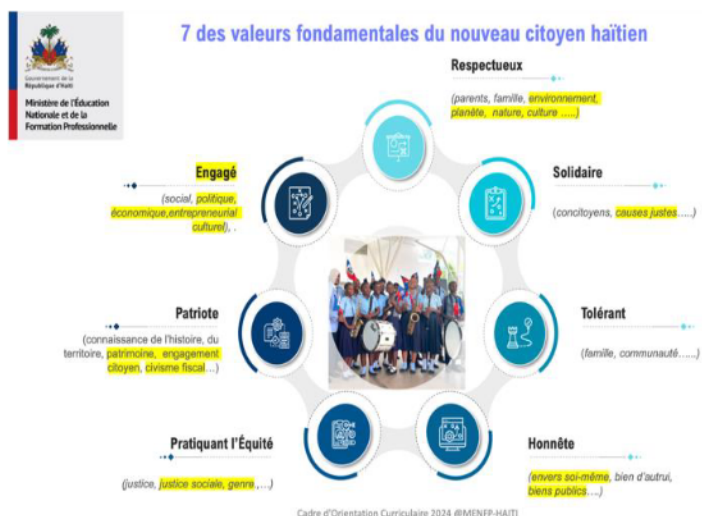 7 des valeurs fondamentales du nouveau citoyen haïtien
Gouvernement de la
République d'Haïti
Ministère de l'Éducation
Nationale et de la
Formation Professionnelle
Respectueux
(parents, famille, environnement,
planète, nature, culture .....)
Engagé
(social, politique,
économique,entrepreneurial
culturel), .
Solidaire
(concitoyens, causes justes.....)
Patriote
(connaissance de l'histoire, du
territoire, patrimoine, engagement
citoyen, civisme fiscal...)
Tolérant
(famille, communauté......)
Pratiquant l'Équité
(justice, justice sociale, genre.,...)
Honnête
(envers soi-même, bien d'autrui,
biens publics....)
Cadre d'Orientation Curriculaire 2024 @MENFP-HAITI